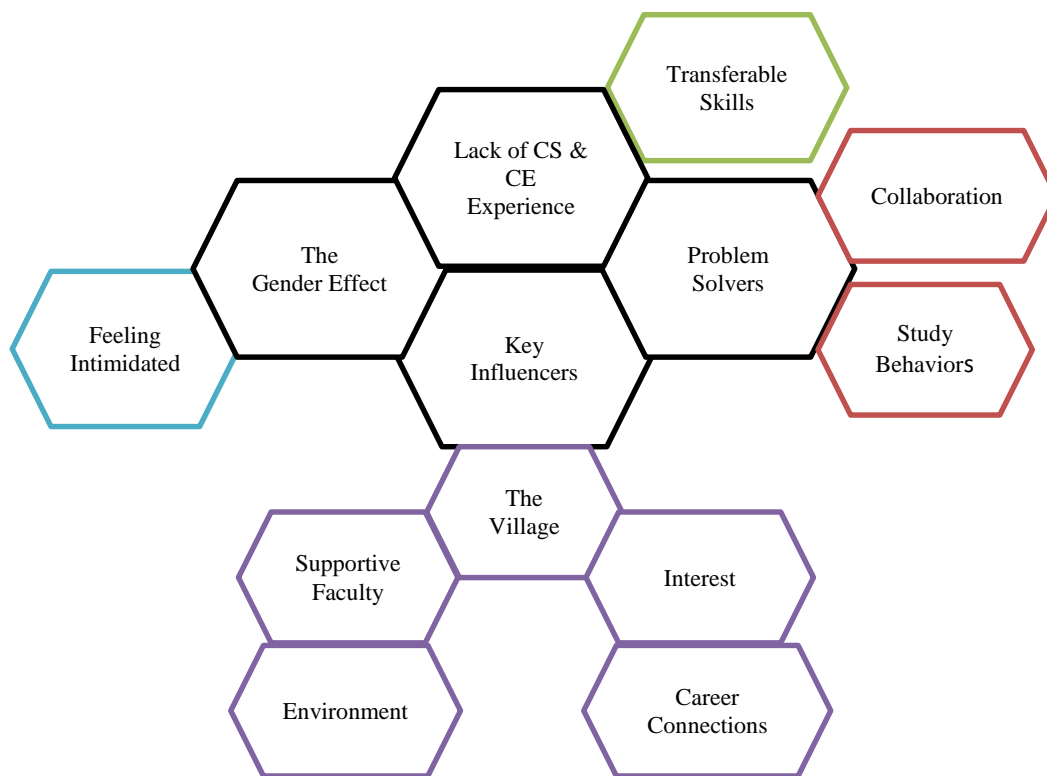 Transferable
Skills
Lack of CS &
CE
Experience
Collaboration
The
Gender Effect
Problem
Solvers
Feeling
Intimidated
Key
Influencers
Study
Behaviors
The
Village
Supportive
Faculty
Interest
Environment
Career
Connections